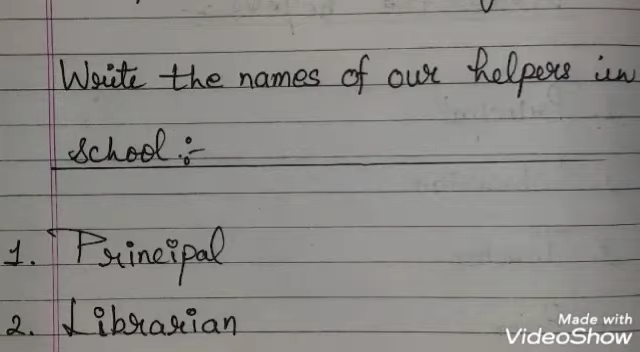 Write the names of our helpers in
school :-
1. Principal
2. Librarian
Made with
VideoShow